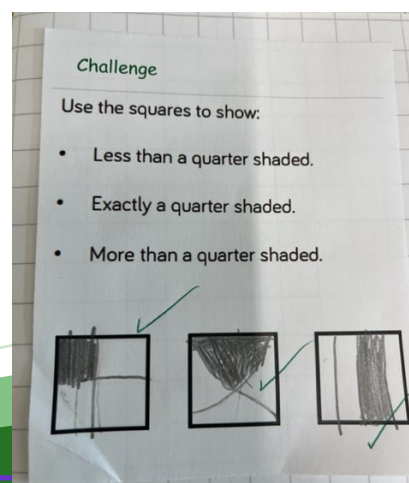 Challenge
Use the squares to show:
• Less than a quarter shaded.
• Exactly a quarter shaded.
• More than a quarter shaded.